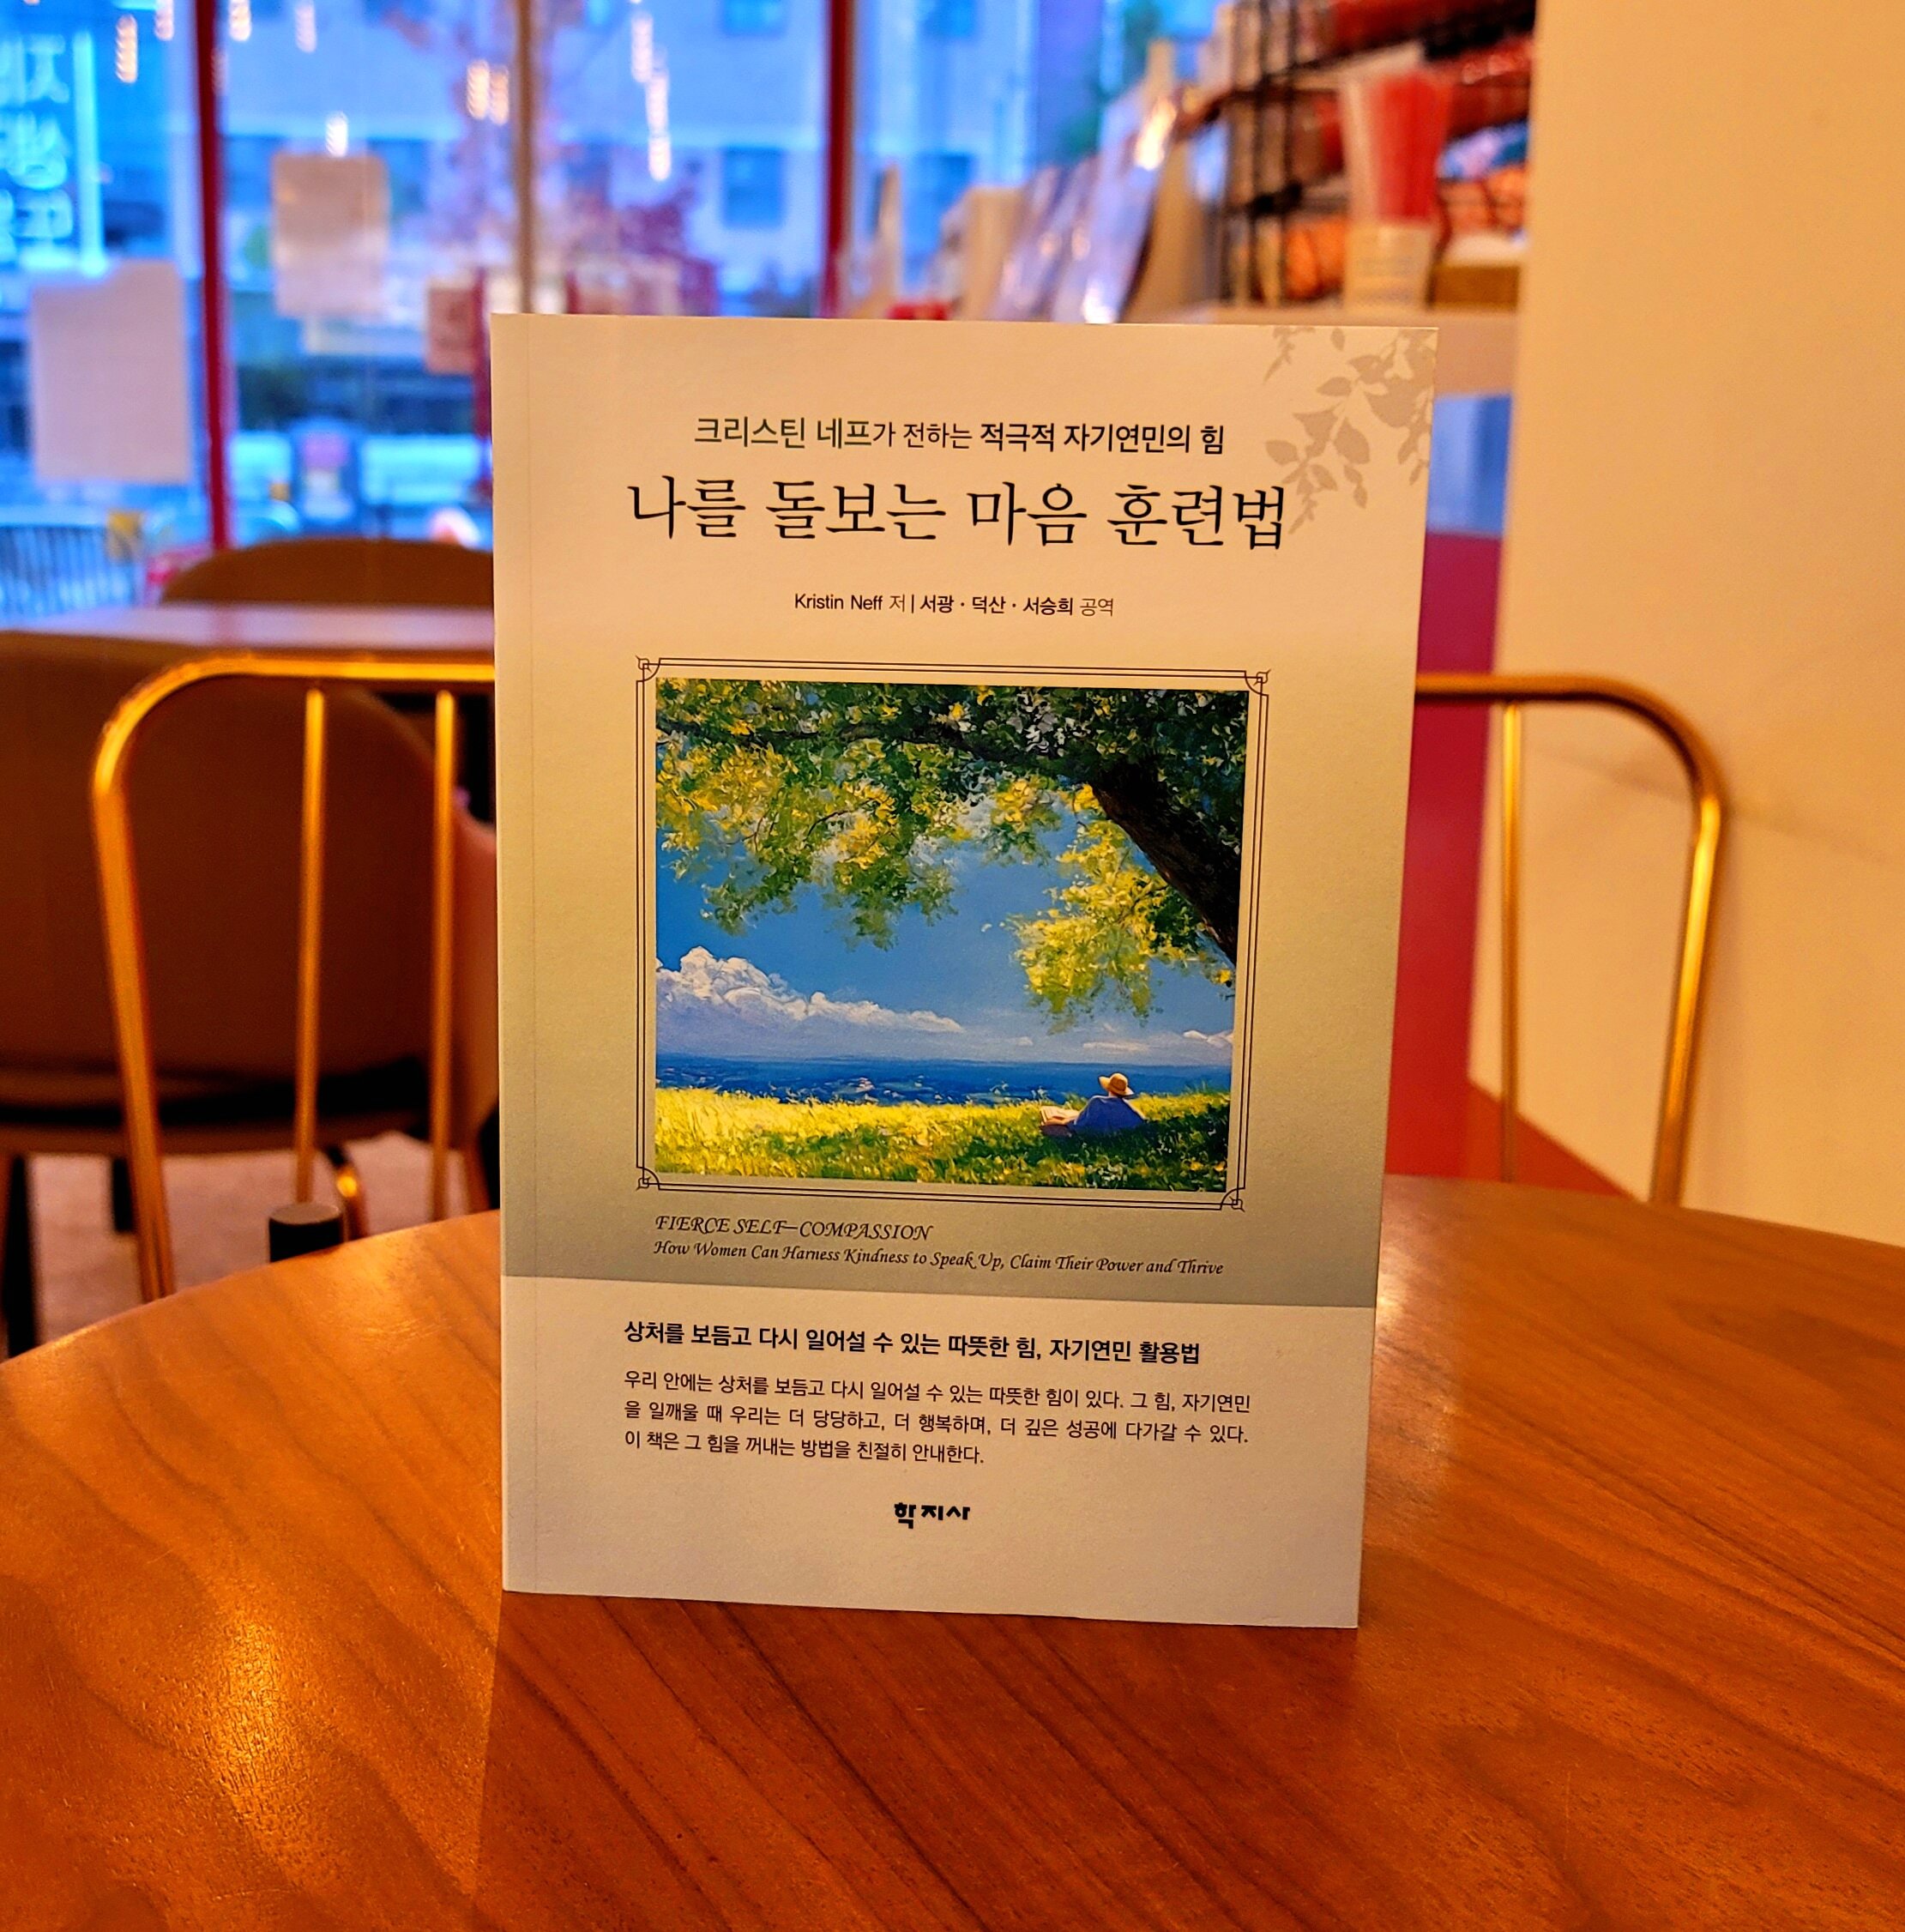 크리스틴 네프가 전하는 적극적 자기연민의 힘
나를 돌보는 마음 훈련법
Kristin Neff 저 | 서광 · 덕산 · 서승희 공역
FIERCE SELF-COMPASSION
How Women Can Harness Kindness to Speak Up, Claim Their Power and Thrive
상처를 보듬고 다시 일어설 수 있는 따뜻한 힘, 자기연민 활용법
우리 안에는 상처를 보듬고 다시 일어설 수 있는 따뜻한 힘이 있다. 그 힘, 자기연민
을 일깨울 때 우리는 더 당당하고, 더 행복하며, 더 깊은 성공에 다가갈 수 있다.
이 책은 그 힘을 꺼내는 방법을 친절히 안내한다.
학지사